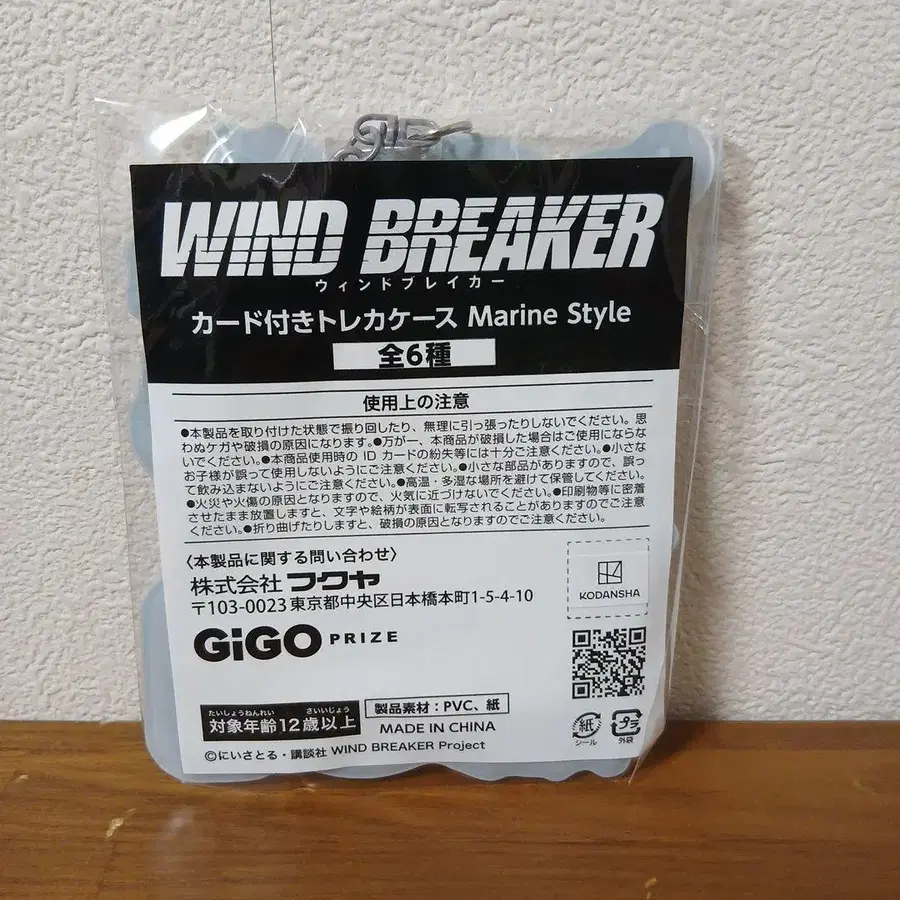 WIND BREAKER
ウィンドブレイカー
カード付きトレカケース Marine Style
全6種
使用上の注意
●本製品を取り付けた状態で振り回したり、無理に引っ張ったりしないでください。思
わぬケガや破損の原因になります。●万が一、本商品が破損した場合はご使用にならな
いでください。●本商品使用時の ID カードの紛失等には十分ご注意ください。●小さな
お子様が誤って使用しないようにご注意ください。●小さな部品がありますので、誤っ
て飲み込まないようにご注意ください。●高温・多湿な場所を避けて保管してください。
●火災や火傷の原因となりますので、火気に近づけないでください。●印刷物等に密着
させたまま放置しますと、文字や絵柄が表面に転写されることがありますのでご注意
ください。●折り曲げたりしますと、破損の原因となりますのでご注意ください。
〈本製品に関する問い合わせ〉
株式会社 フクヤ
〒103-0023 東京都中央区日本橋本町1-5-4-10
KODANSHA
GiGO PRIZE
たいしょうねんれい さいいじょう
対象年齢12歳以上
製品素材:PVC、紙
MADE IN CHINA
©にいさとる・講談社 WIND BREAKER Project
紙
シール
プラ
外袋